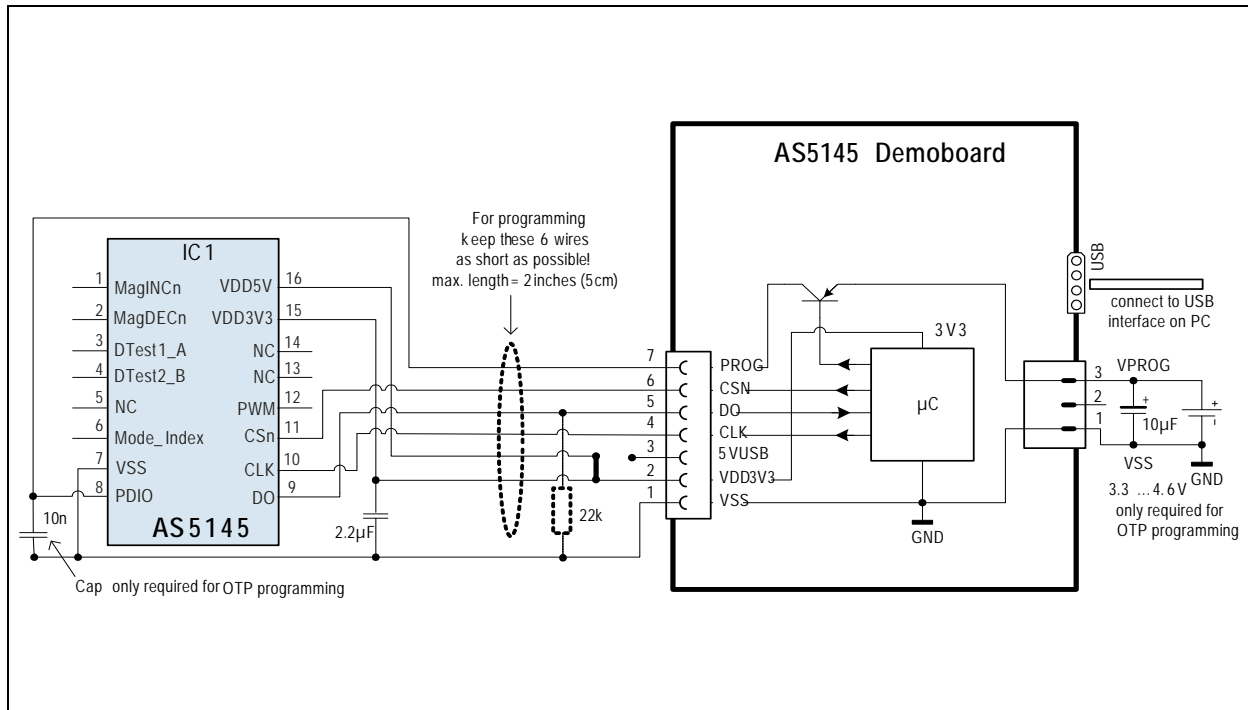 AS5145 Demoboard
For programming
keep these 6 wires
as short as possible!
max. length= 2 inches (5cm)
IC1
1 MagINCn
2 MagDECn
3 DTest1_A
4 DTest2_B
5 NC
6 Mode_Index
7 VSS
8 PDIO
VDD5V 16
VDD3V3 15
NC 14
NC 13
PWM 12
CSn 11
CLK 10
DO 9
AS5145
10n
Cap only required for OTP programming
2.2µF
22k
7 PROG
6 CSN
5 DO
4 CLK
3 5VUSB
2 VDD3V3
1 VSS
3V3
µC
GND
USB
connect to USB
interface on PC
3 VPROG
2
1
+
10µF
+
-
VSS
GND
3.3 ...4.6V
only required for
OTP programming